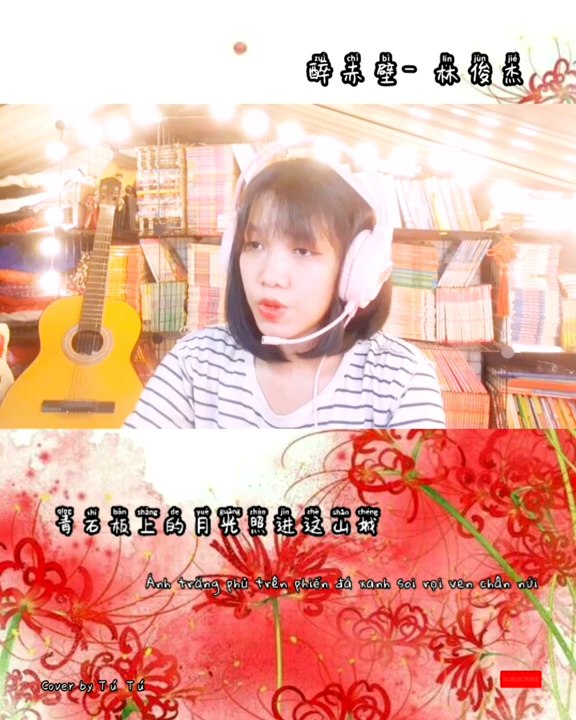 zuì chì bì lín jùn jié
醉赤壁- 林俊杰
qīng shí bǎn shàng de yuè guāng zhào jìn zhè shān chéng
青石板上的月光照进这山城
Ánh trăng phủ trên phiến đá xanh soi rọi ven chân núi
Cover by Tú Tú
SUBSCRIBE